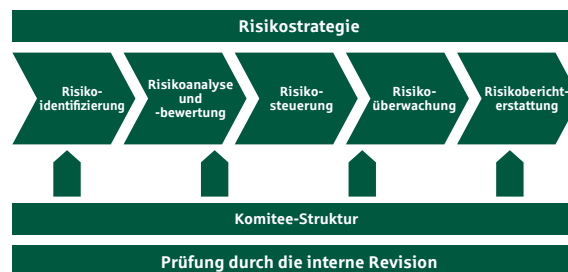 Risikostrategie
Risiko-
identifizierung
Risikoanalyse
und
-bewertung
Risiko-
steuerung
Risiko-
überwachung
Risikobericht-
erstattung
Komitee-Struktur
Prüfung durch die interne Revision